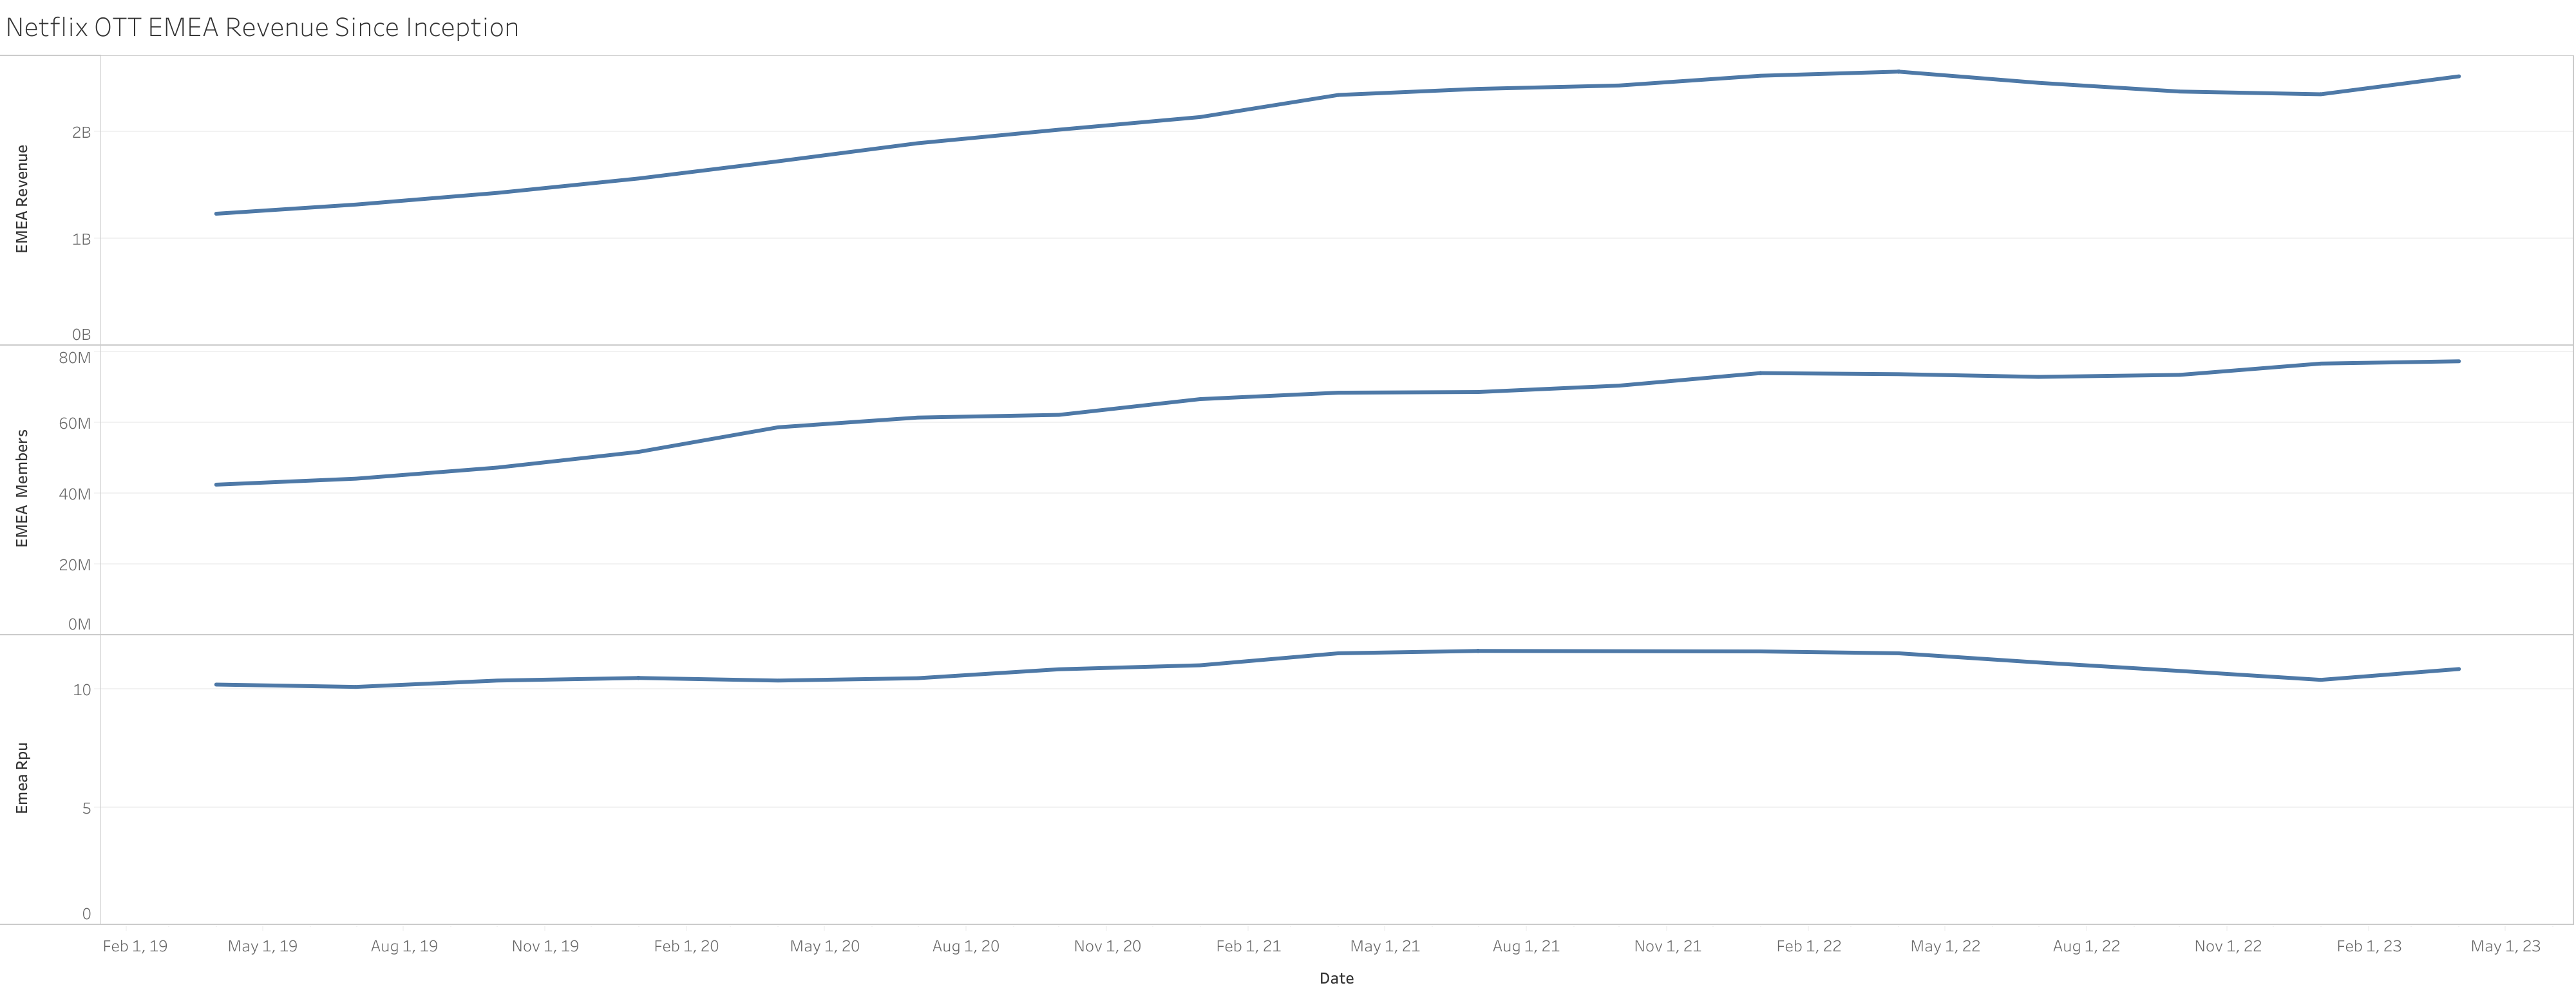 Netflix OTT EMEA Revenue Since Inception
EMEA Revenue
2B
1B
0B
EMEA  Members
80M
60M
40M
20M
0M
Emea Rpu
10
5
0
Feb 1, 19 May 1, 19 Aug 1, 19 Nov 1, 19 Feb 1, 20 May 1, 20 Aug 1, 20 Nov 1, 20 Feb 1, 21 May 1, 21 Aug 1, 21 Nov 1, 21 Feb 1, 22 May 1, 22 Aug 1, 22 Nov 1, 22 Feb 1, 23 May 1, 23
Date